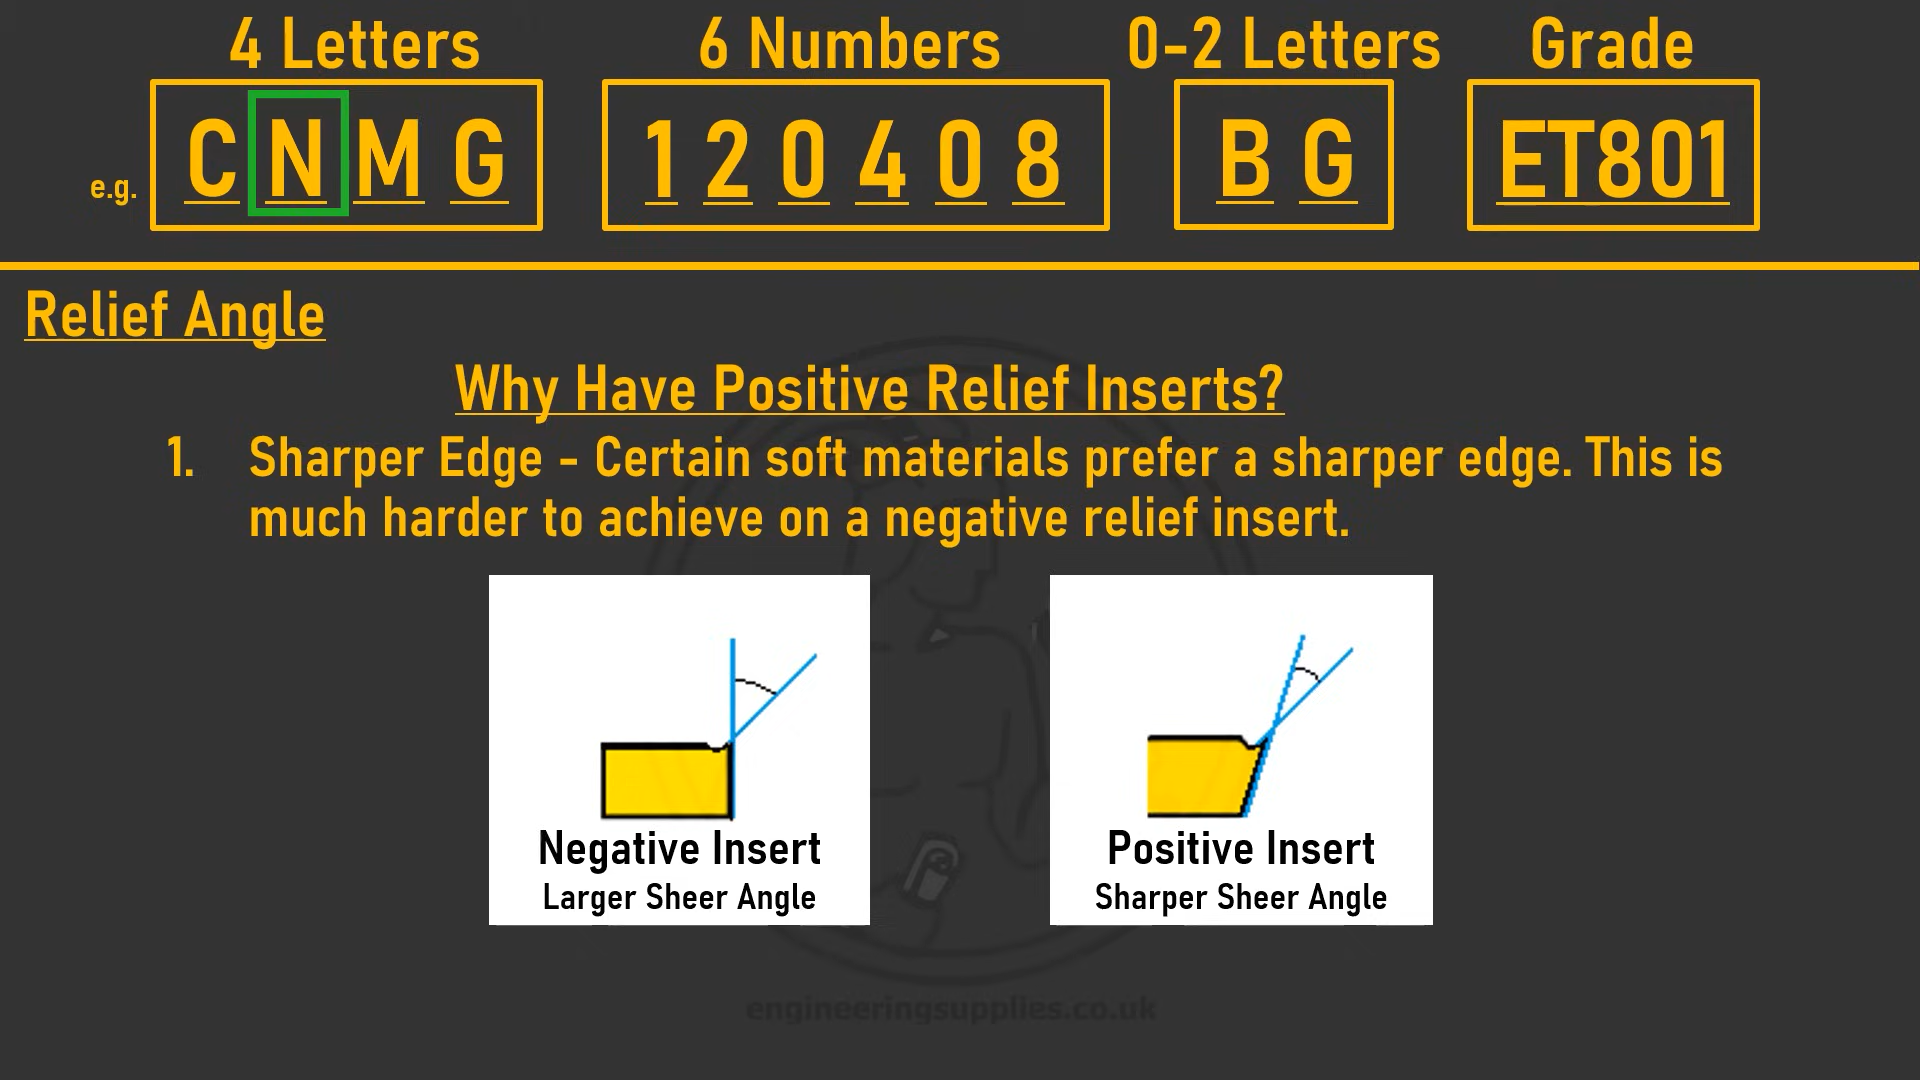 4 Letters 6 Numbers 0-2 Letters Grade
e.g. C N M G 1 2 0 4 0 8 B G ET801
Relief Angle
Why Have Positive Relief Inserts?
1. Sharper Edge - Certain soft materials prefer a sharper edge. This is
much harder to achieve on a negative relief insert.
Negative Insert
Larger Sheer Angle
Positive Insert
Sharper Sheer Angle
engineeringsupplies.co.uk